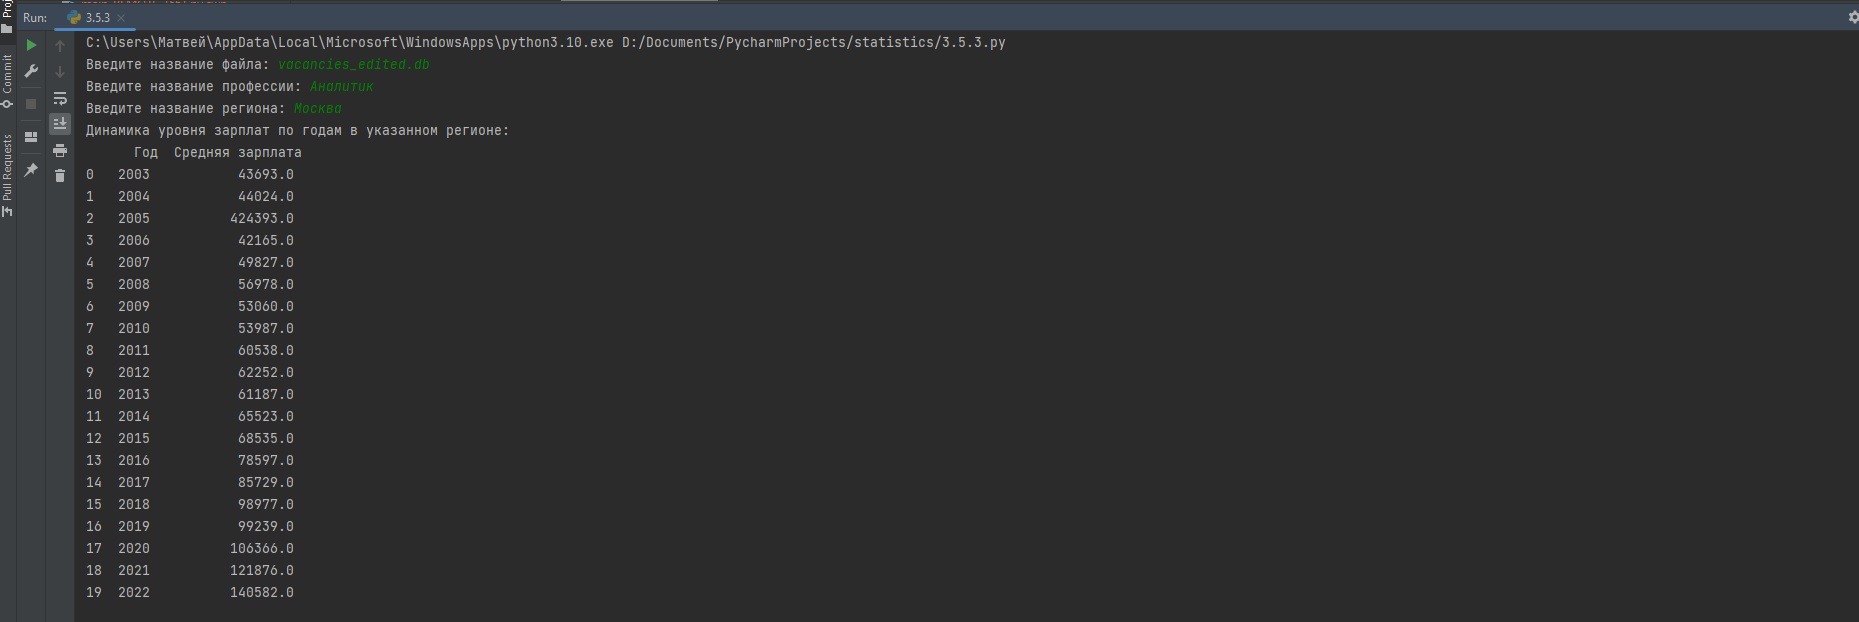 Run: 3.5.3
C:\Users\Матвей\AppData\Local\Microsoft\WindowsApps\python3.10.exe D:/Documents/PycharmProjects/statistics/3.5.3.py
Введите название файла: vacancies_edited.db
Введите название профессии: Аналитик
Введите название региона: Москва
Динамика уровня зарплат по годам в указанном регионе:
Год Средняя зарплата
0 2003 43693.0
1 2004 44024.0
2 2005 424393.0
3 2006 42165.0
4 2007 49827.0
5 2008 56978.0
6 2009 53060.0
7 2010 53987.0
8 2011 60538.0
9 2012 62252.0
10 2013 61187.0
11 2014 65523.0
12 2015 68535.0
13 2016 78597.0
14 2017 85729.0
15 2018 98977.0
16 2019 99239.0
17 2020 106366.0
18 2021 121876.0
19 2022 140582.0
Commit
Pull Requests